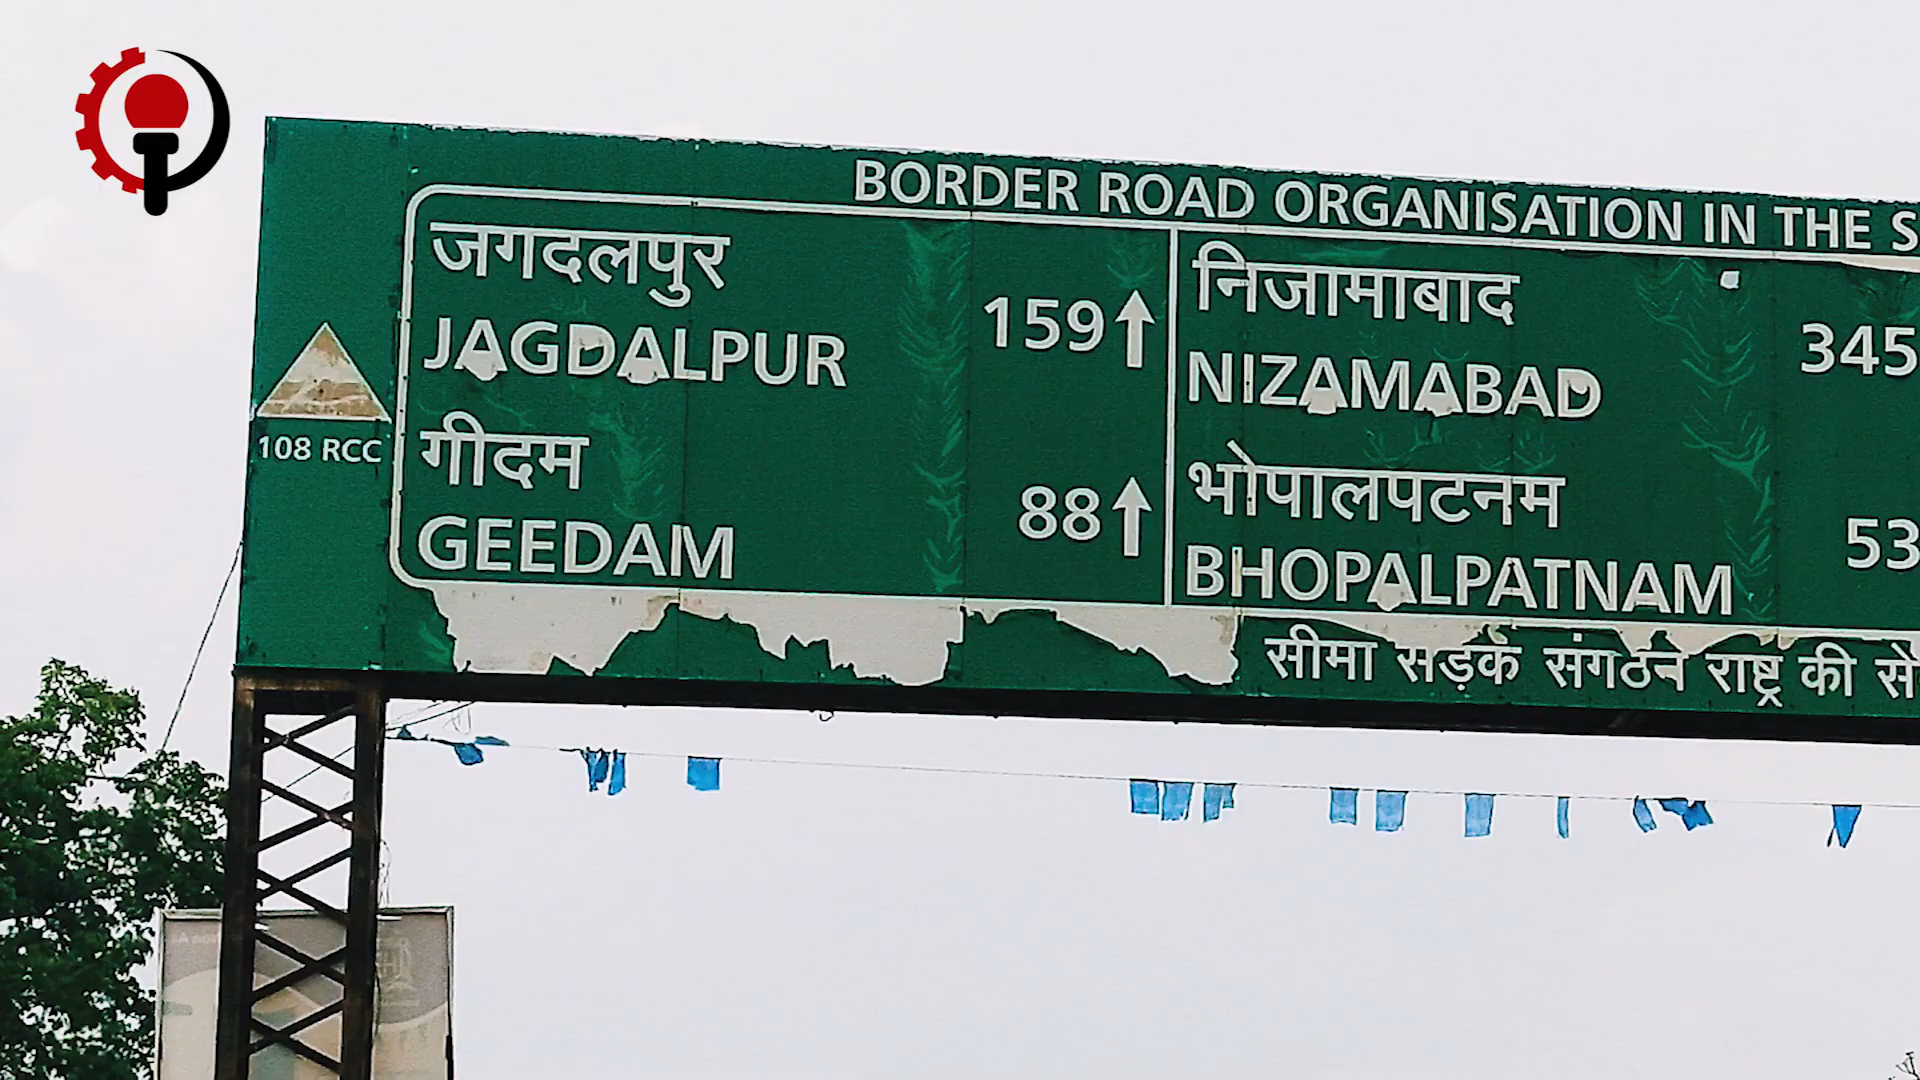 BORDER ROAD ORGANISATION IN THE S
जगदलपुर
JAGDALPUR 159
गीदम
GEEDAM 88
108 RCC
निजामाबाद
NIZAMABAD 345
भोपालपटनम
BHOPALPATNAM 53
सीमा सड़क संगठन राष्ट्र की से